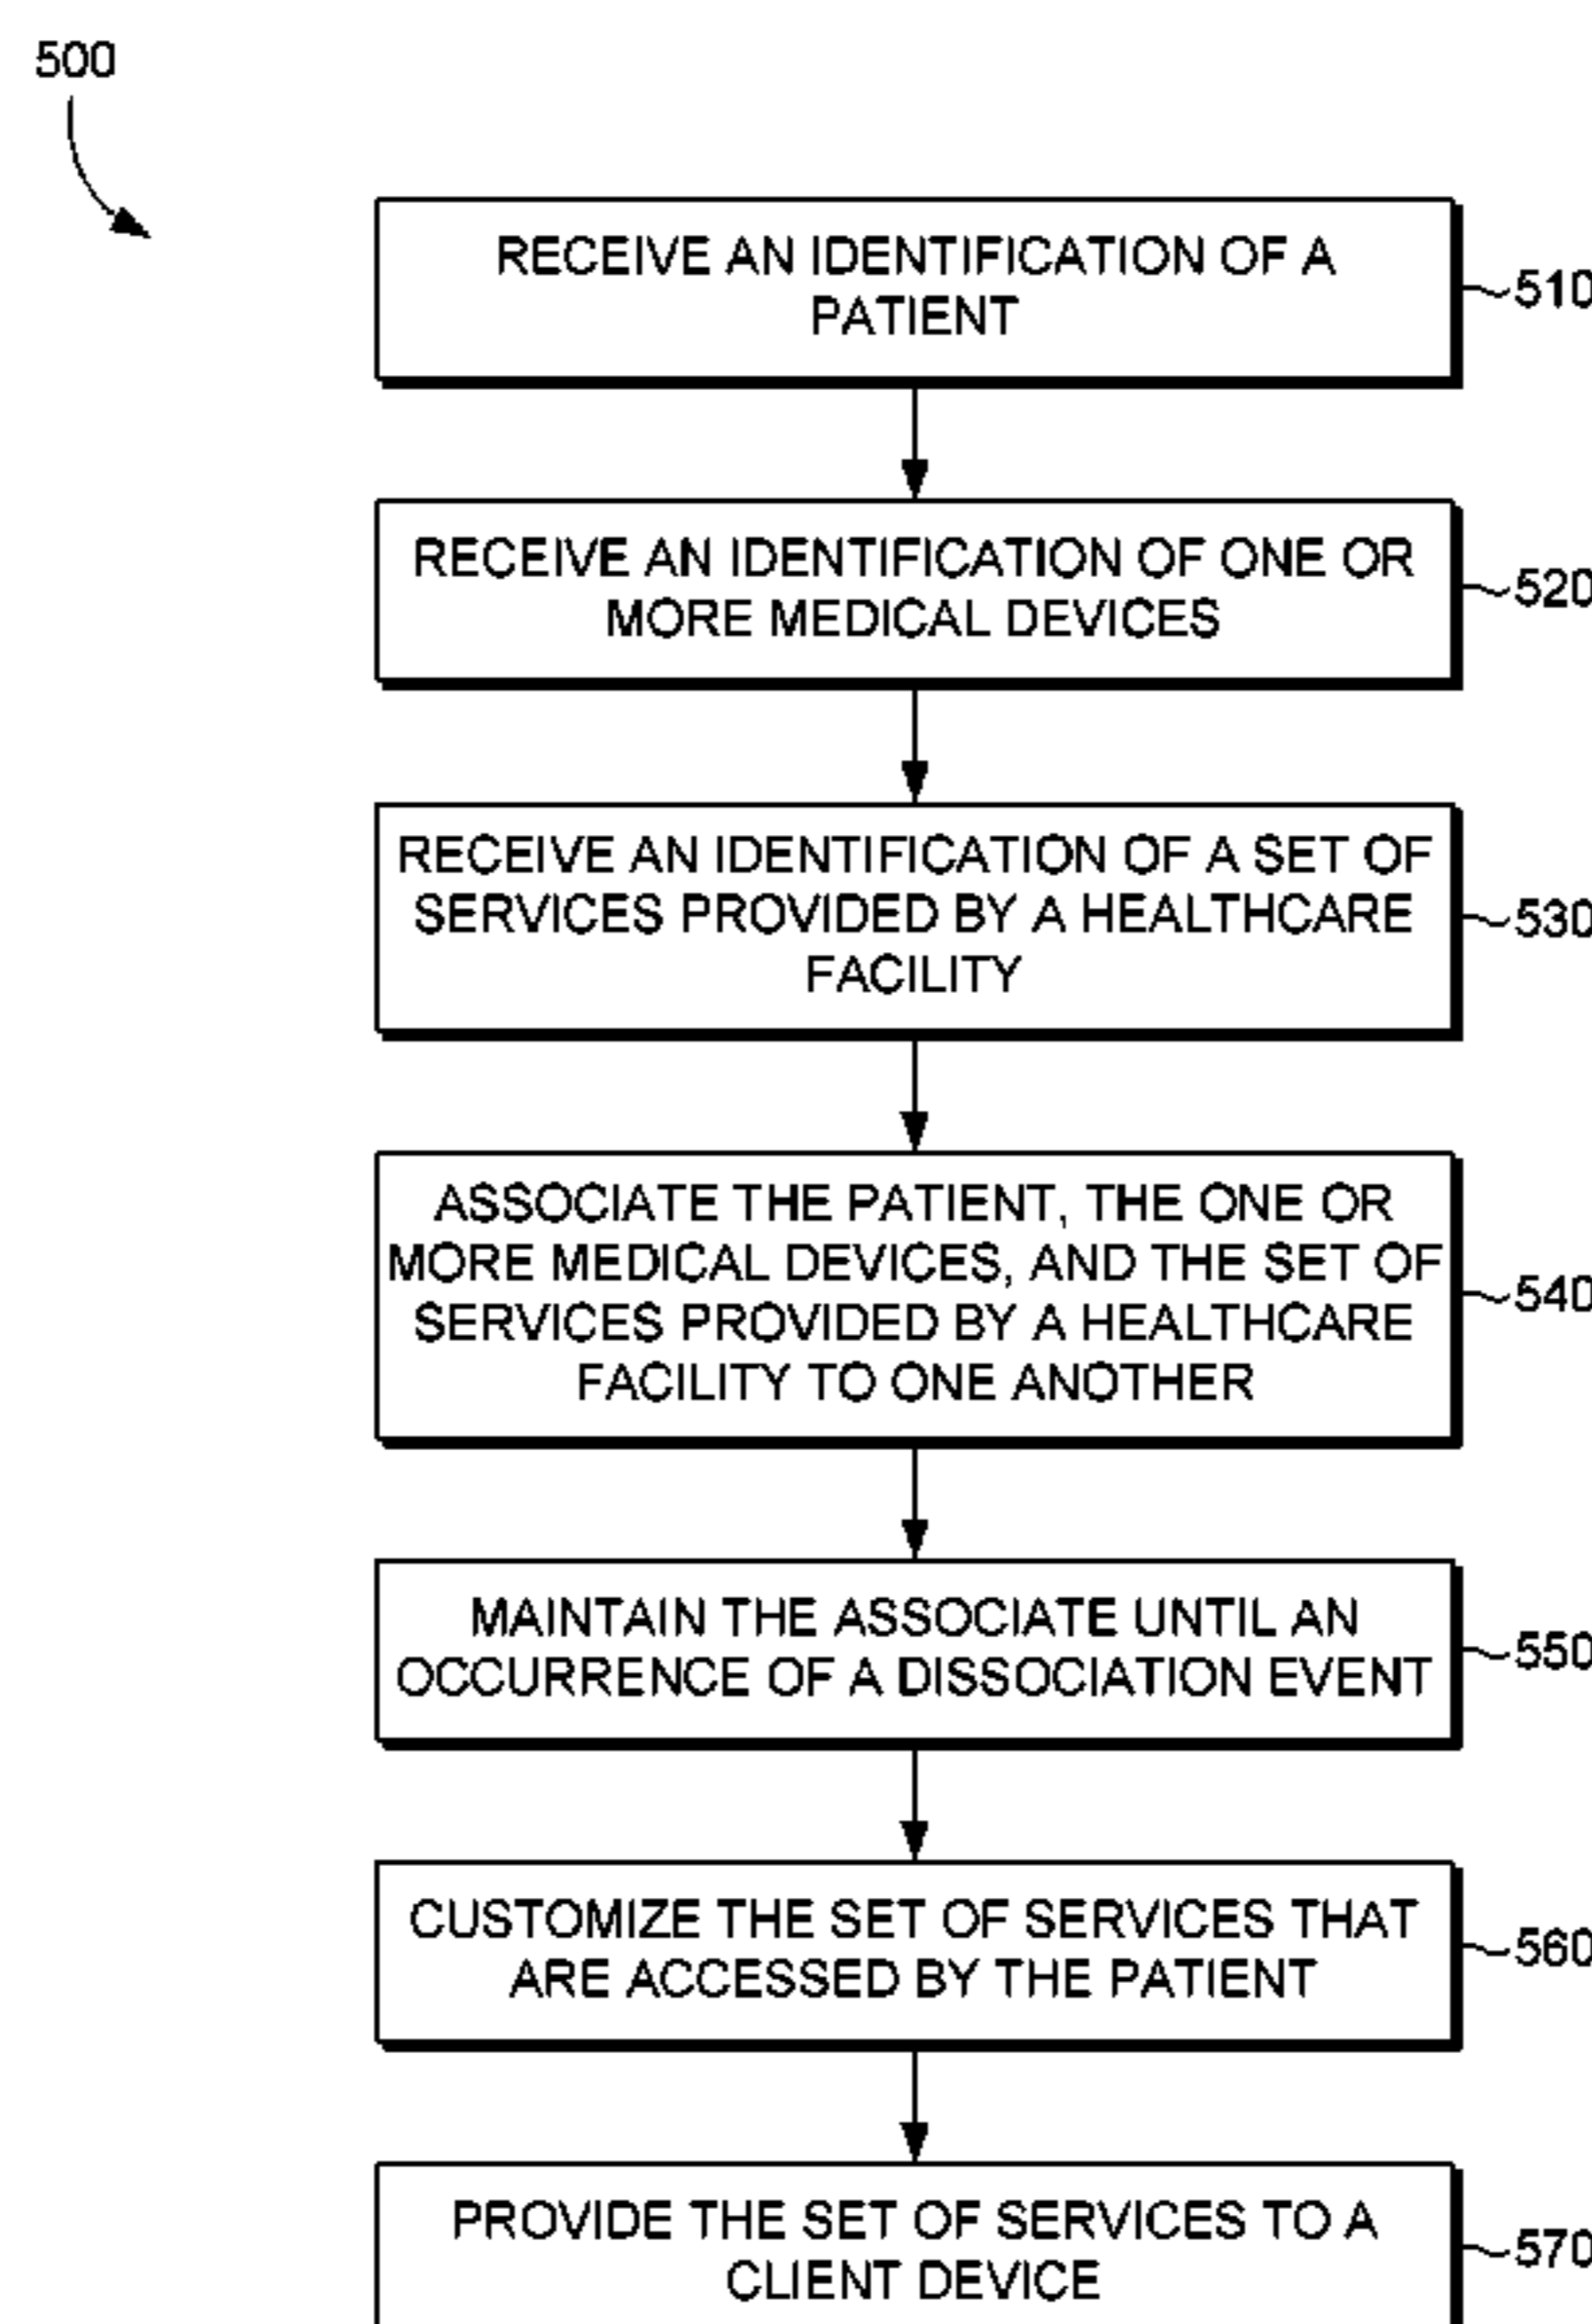 500
RECEIVE AN IDENTIFICATION OF A
PATIENT
510
RECEIVE AN IDENTIFICATION OF ONE OR
MORE MEDICAL DEVICES
520
RECEIVE AN IDENTIFICATION OF A SET OF
SERVICES PROVIDED BY A HEALTHCARE
FACILITY
530
ASSOCIATE THE PATIENT, THE ONE OR
MORE MEDICAL DEVICES, AND THE SET OF
SERVICES PROVIDED BY A HEALTHCARE
FACILITY TO ONE ANOTHER
540
MAINTAIN THE ASSOCIATE UNTIL AN
OCCURRENCE OF A DISSOCIATION EVENT
550
CUSTOMIZE THE SET OF SERVICES THAT
ARE ACCESSED BY THE PATIENT
560
PROVIDE THE SET OF SERVICES TO A
CLIENT DEVICE
570